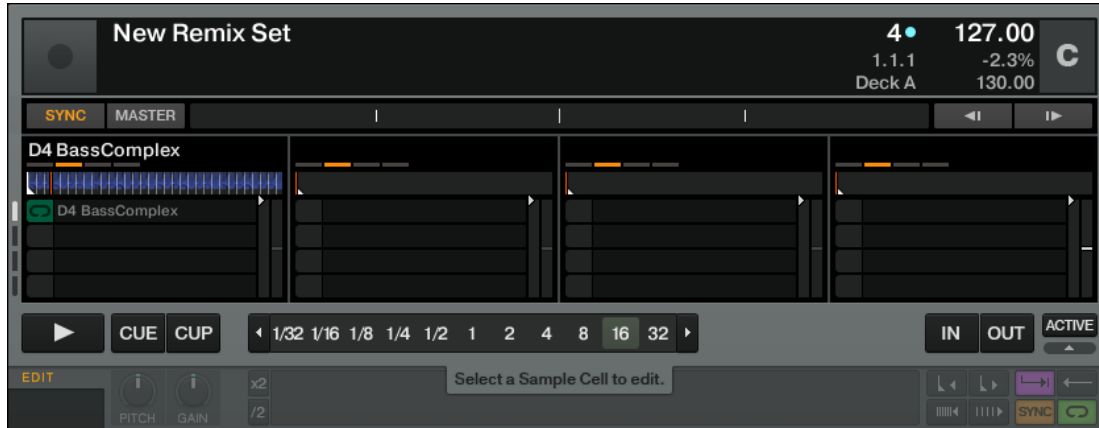 New Remix Set 4 127.00
1.1.1 -2.3% C
Deck A 130.00
SYNC MASTER
D4 BassComplex
D4 BassComplex
CUE CUP 1/32 1/16 1/8 1/4 1/2 1 2 4 8 16 32 IN OUT ACTIVE
EDIT
Select a Sample Cell to edit.
x2
/2
PITCH GAIN SYNC